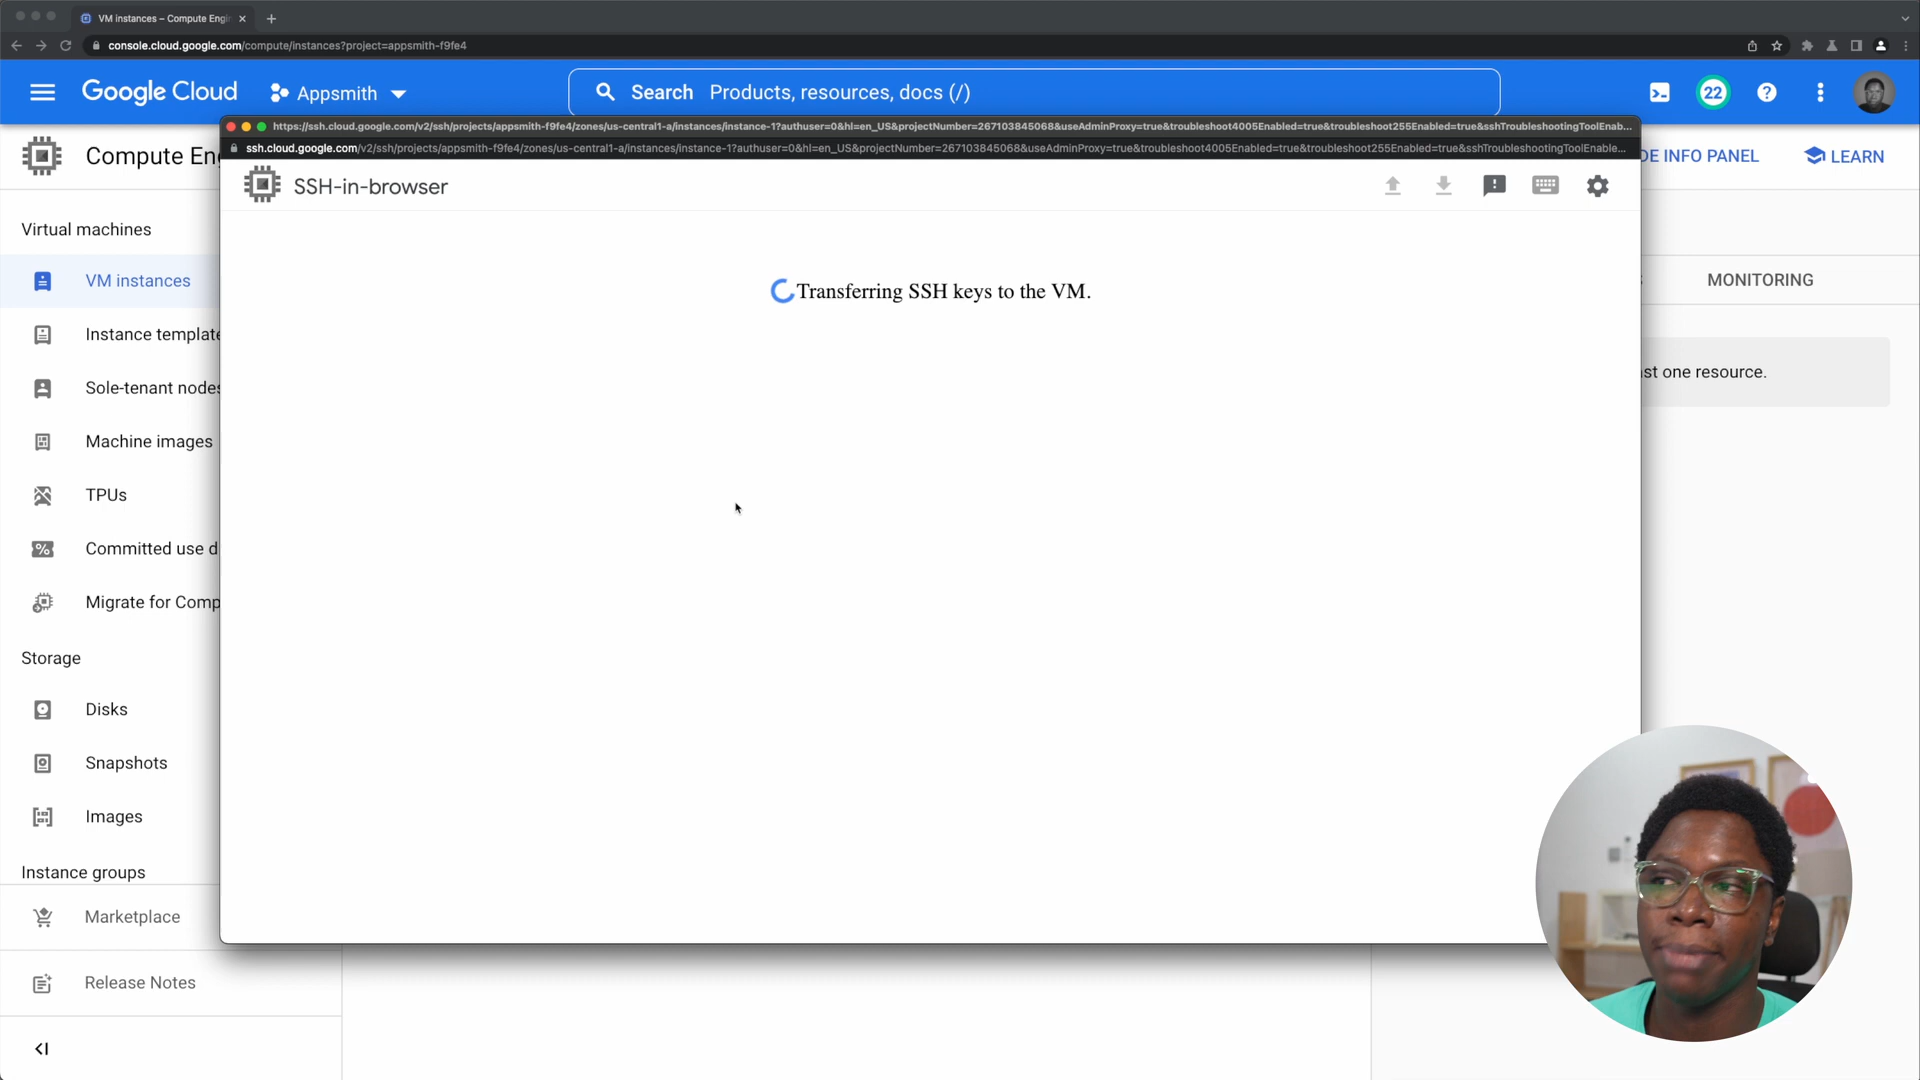 VM instances – Compute Engi
console.cloud.google.com/compute/instances?project=appsmith-f9fe4
Google Cloud
Appsmith
Search Products, resources, docs (/)
22
https://ssh.cloud.google.com/v2/ssh/projects/appsmith-f9fe4/zones/us-central1-a/instances/instance-1?authuser=0&hl=en_US&projectNumber=267103845068&useAdminProxy=true&troubleshoot4005Enabled=true&troubleshoot255Enabled=true&sshTroubleshootingToolEnab...
ssh.cloud.google.com/v2/ssh/projects/appsmith-f9fe4/zones/us-central1-a/instances/instance-1?authuser=0&hl=en_US&projectNumber=267103845068&useAdminProxy=true&troubleshoot4005Enabled=true&troubleshoot255Enabled=true&sshTroubleshootingToolEnable...
Compute En
DE INFO PANEL
LEARN
SSH-in-browser
Virtual machines
VM instances
MONITORING
Transferring SSH keys to the VM.
Instance template
st one resource.
Sole-tenant nodes
Machine images
TPUs
Committed use d
Migrate for Comp
Storage
Disks
Snapshots
Images
Instance groups
Marketplace
Release Notes